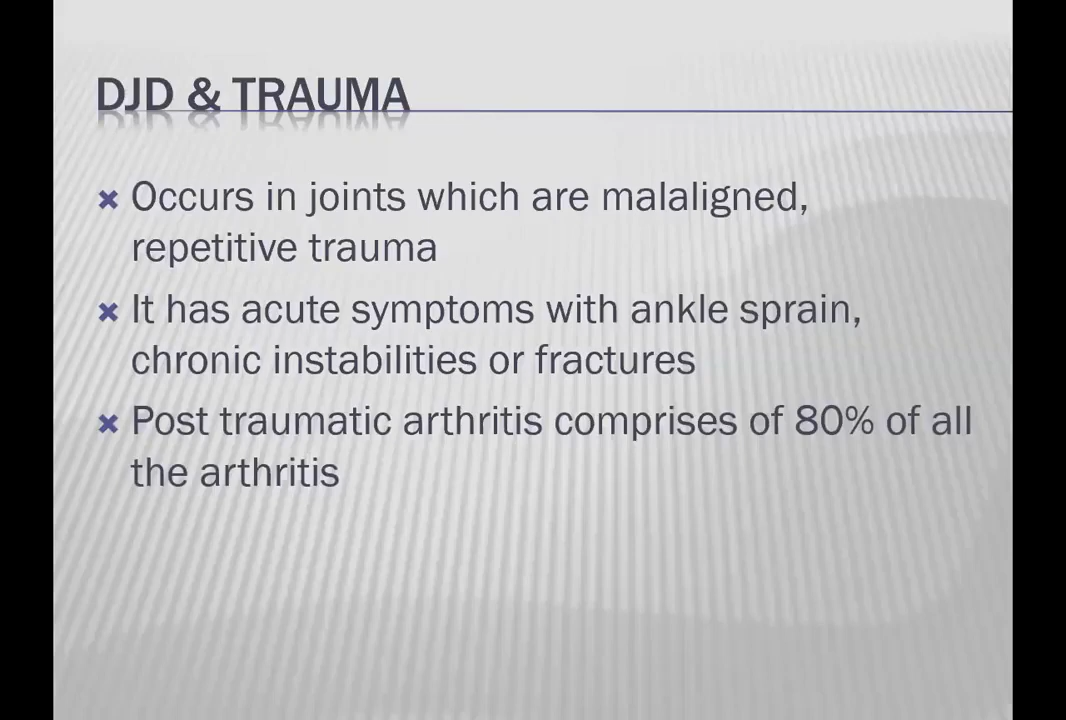 DJD & TRAUMA
Occurs in joints which are malaligned,
repetitive trauma
It has acute symptoms with ankle sprain,
chronic instabilities or fractures
Post traumatic arthritis comprises of 80% of all
the arthritis